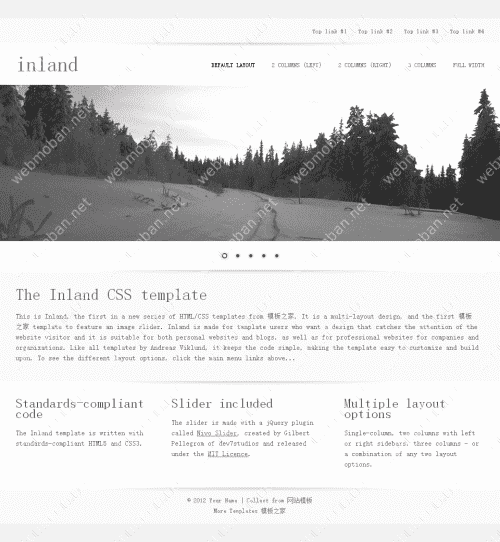 Top link #1 Top link #2 Top link #3 Top link #4
inland
DEFAULT LAYOUT 2 COLUMNS (LEFT) 2 COLUMNS (RIGHT) 3 COLUMNS FULL WIDTH
webmoban.net webmoban.net webmoban.net webmoban.net
webmoban.net webmoban.net webmoban.net
The Inland CSS template
This is Inland, the first in a new series of HTML/CSS templates from 模板之家. It is a multi-layout design, and the first 模板
之家 template to feature an image slider. Inland is made for template users who want a design that catches the attention of the
website visitor and it is suitable for both personal websites and blogs, as well as for professional websites for companies and
organizations. Like all templates by Andreas Viklund, it keeps the code simple, making the template easy to customize and build
upon. To see the different layout options, click the main menu links above...
Standards-compliant
code
The Inland template is written with
standards-compliant HTML5 and CSS3.
Slider included
The slider is made with a jQuery plugin
called Nivo Slider, created by Gilbert
Pellegrom of dev7studios and released
under the MIT Licence.
Multiple layout
options
Single-column, two columns with left
or right sidebars, three columns - or
a combination of any two layout
options.
© 2012 Your Name | Collect from 网站模板
More Templates 模板之家